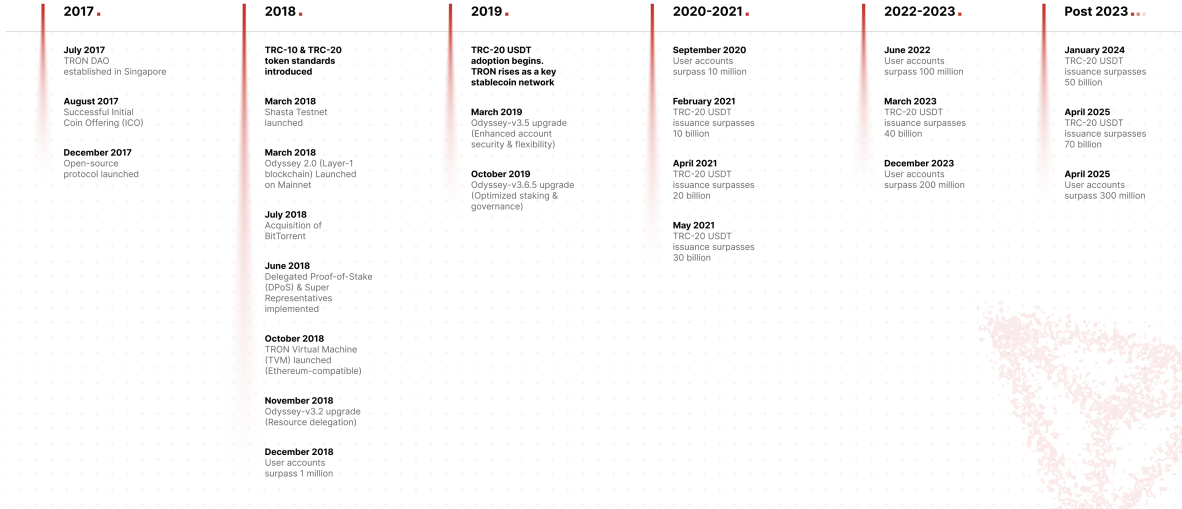 2017
July 2017
TRON DAO
established in Singapore
August 2017
Successful Initial
Coin Offering (ICO)
December 2017
Open-source
protocol launched
2018
TRC-10 & TRC-20
token standards
introduced
March 2018
Shasta Testnet
launched
March 2018
Odyssey 2.0 (Layer-1
blockchain) Launched
on Mainnet
July 2018
Acquisition of
BitTorrent
June 2018
Delegated Proof-of-Stake
(DPoS) & Super
Representatives
implemented
October 2018
TRON Virtual Machine
(TVM) launched
(Ethereum-compatible)
November 2018
Odyssey-v3.2 upgrade
(Resource delegation)
December 2018
User accounts
surpass 1 million
2019
TRC-20 USDT
adoption begins.
TRON rises as a key
stablecoin network
March 2019
Odyssey-v3.5 upgrade
(Enhanced account
security & flexibility)
October 2019
Odyssey-v3.6.5 upgrade
(Optimized staking &
governance)
2020-2021
September 2020
User accounts
surpass 10 million
February 2021
TRC-20 USDT
issuance surpasses
10 billion
April 2021
TRC-20 USDT
issuance surpasses
20 billion
May 2021
TRC-20 USDT
issuance surpasses
30 billion
2022-2023
June 2022
User accounts
surpass 100 million
March 2023
TRC-20 USDT
issuance surpasses
40 billion
December 2023
User accounts
surpass 200 million
Post 2023
January 2024
TRC-20 USDT
issuance surpasses
50 billion
April 2025
TRC-20 USDT
issuance surpasses
70 billion
April 2025
User accounts
surpass 300 million